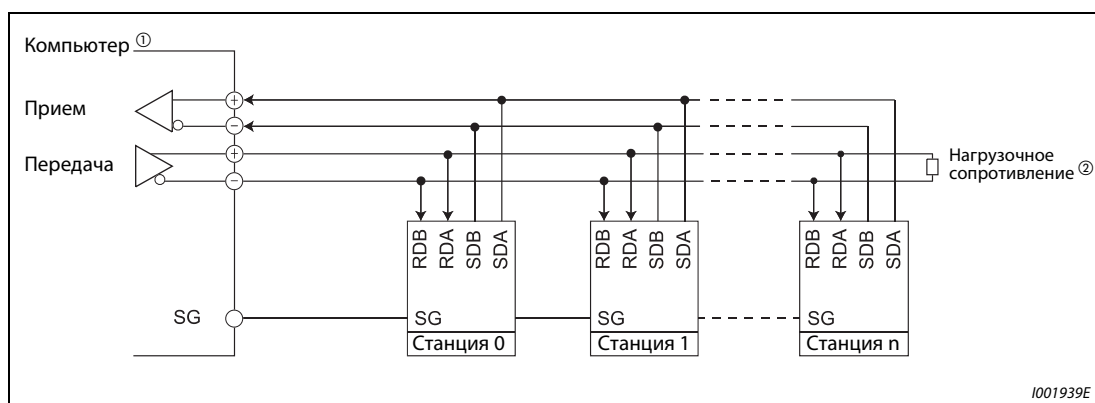 Компьютер ①
Прием
Передача
+
−
+
−
Нагрузочное
сопротивление ②
RDB RDA SDB SDA
RDB RDA SDB SDA
RDB RDA SDB SDA
SG
SG
SG
SG
Станция 0
Станция 1
Станция n
I001939E